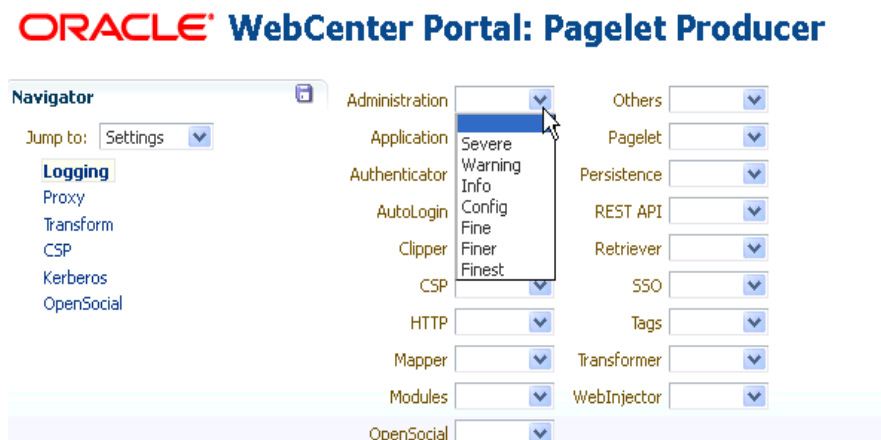 ORACLE® WebCenter Portal: Pagelet Producer
Navigator
Jump to: Settings
Logging
Proxy
Transform
CSP
Kerberos
OpenSocial
Administration
Severe
Warning
Info
Config
Fine
Finer
Finest
Application
Authenticator
AutoLogin
Clipper
CSP
HTTP
Mapper
Modules
OpenSocial
Others
Pagelet
Persistence
REST API
Retriever
SSO
Tags
Transformer
WebInjector